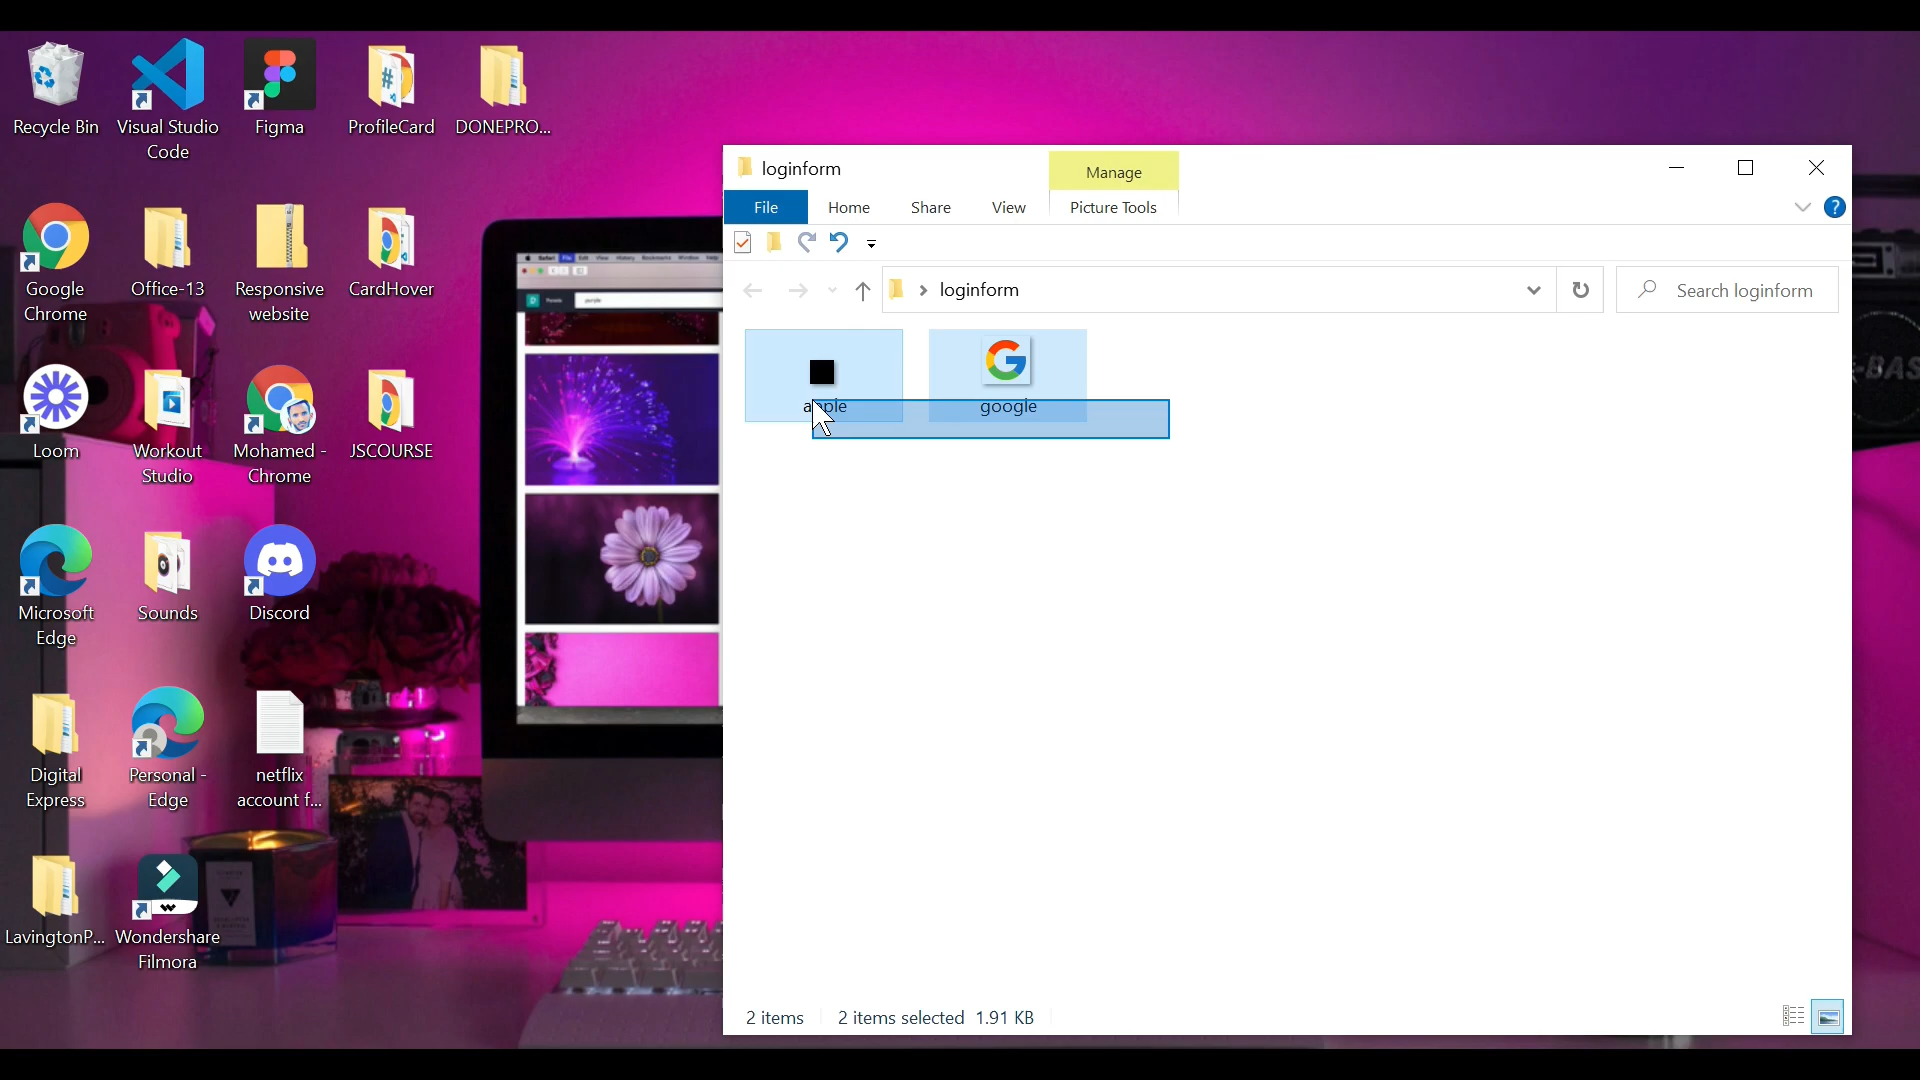 Recycle Bin
Visual Studio
Code
Figma
ProfileCard
DONEPRO...
Google
Chrome
Office-13
Responsive
website
CardHover
Loom
Workout
Studio
Mohamed -
Chrome
JSCOURSE
Microsoft
Edge
Sounds
Discord
Digital
Express
Personal -
Edge
netflix
account f...
LavingtonP...
Wondershare
Filmora
loginform
Manage
File
Home
Share
View
Picture Tools
loginform
Search loginform
apple
google
2 items
2 items selected 1.91 KB